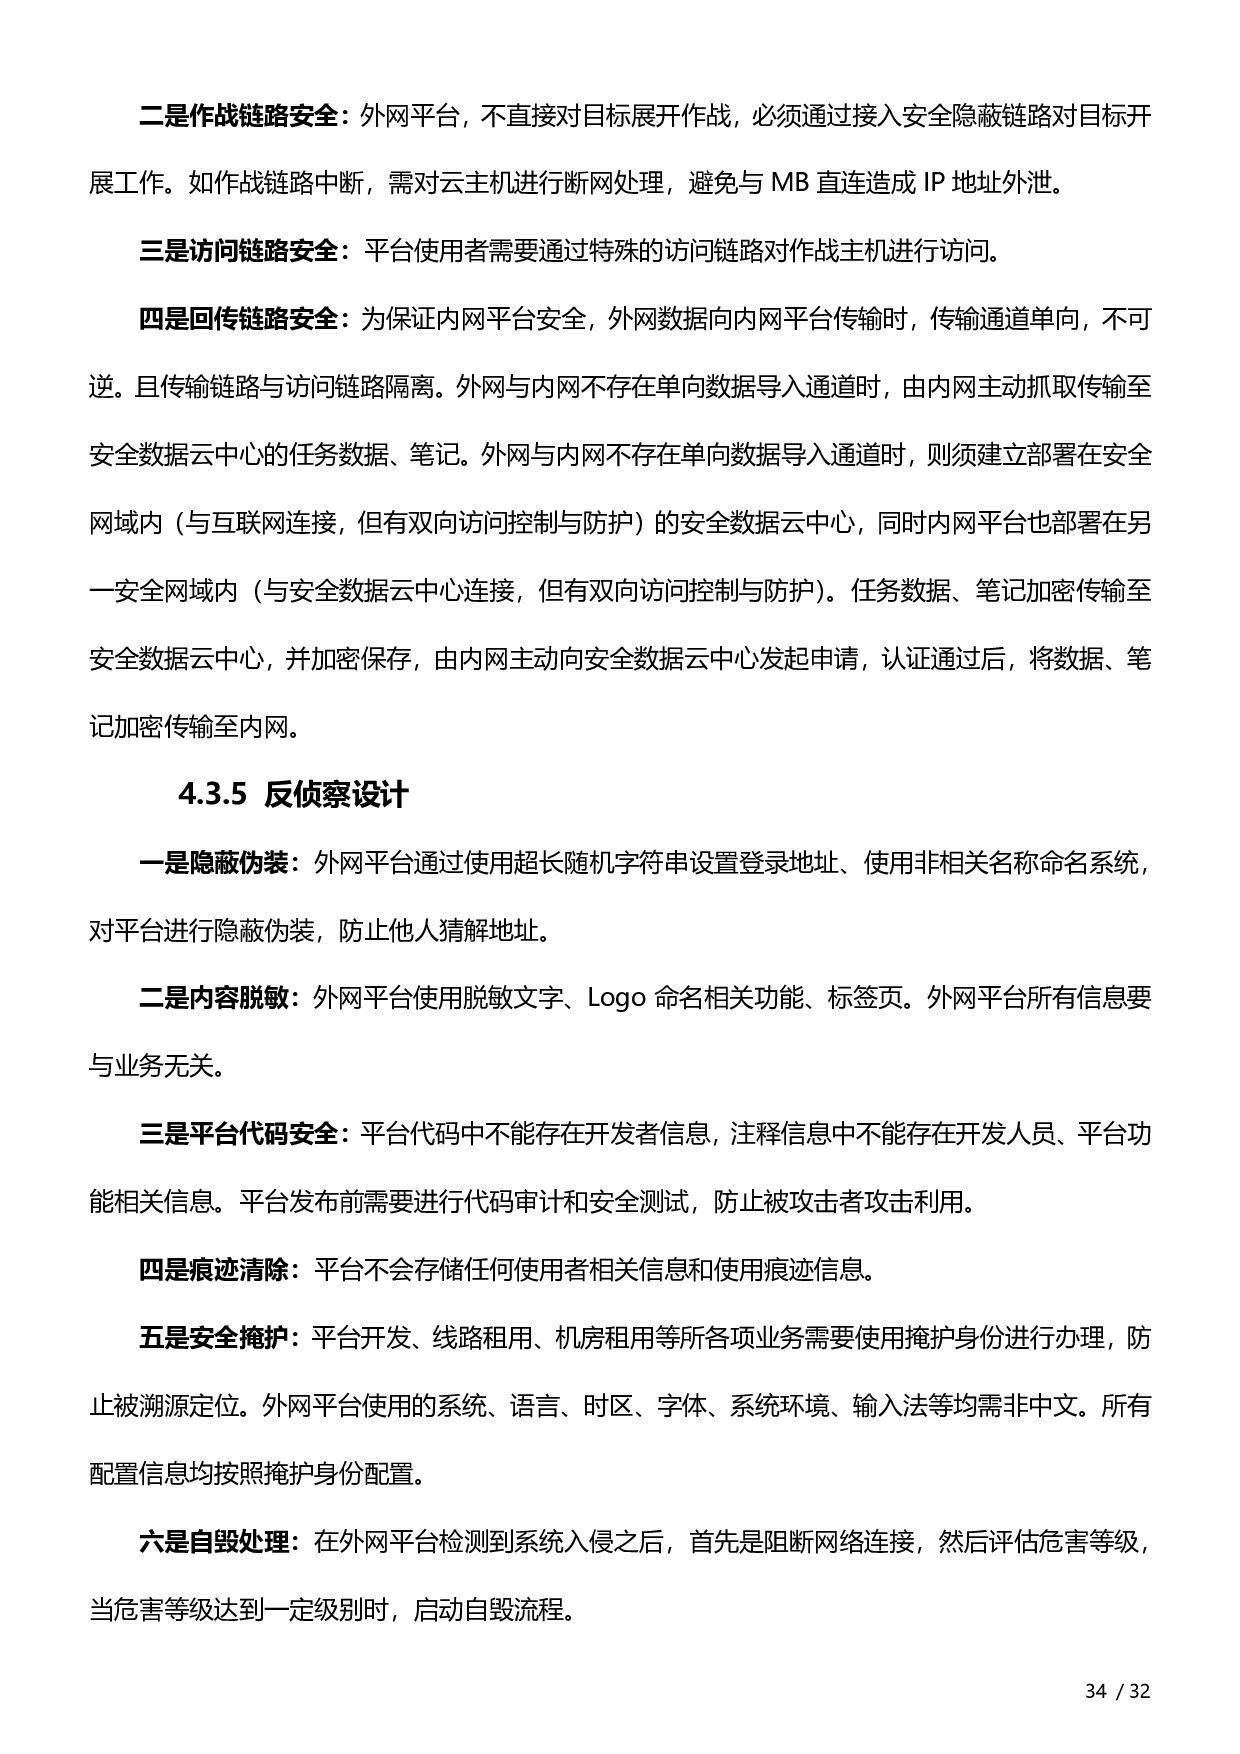 二是作战链路安全：外网平台，不直接对目标展开作战，必须通过接入安全隐蔽链路对目标开
展工作。如作战链路中断，需对云主机进行断网处理，避免与 MB 直连造成 IP 地址外泄。
三是访问链路安全：平台使用者需要通过特殊的访问链路对作战主机进行访问。
四是回传链路安全：为保证内网平台安全，外网数据向内网平台传输时，传输通道单向，不可
逆。且传输链路与访问链路隔离。外网与内网不存在单向数据导入通道时，由内网主动抓取传输至
安全数据云中心的任务数据、笔记。外网与内网不存在单向数据导入通道时，则须建立部署在安全
网域内（与互联网连接，但有双向访问控制与防护）的安全数据云中心，同时内网平台也部署在另
一安全网域内（与安全数据云中心连接，但有双向访问控制与防护）。任务数据、笔记加密传输至
安全数据云中心，并加密保存，由内网主动向安全数据云中心发起申请，认证通过后，将数据、笔
记加密传输至内网。
4.3.5 反侦察设计
一是隐蔽伪装：外网平台通过使用超长随机字符串设置登录地址、使用非相关名称命名系统，
对平台进行隐蔽伪装，防止他人猜解地址。
二是内容脱敏：外网平台使用脱敏文字、Logo 命名相关功能、标签页。外网平台所有信息要
与业务无关。
三是平台代码安全：平台代码中不能存在开发者信息，注释信息中不能存在开发人员、平台功
能相关信息。平台发布前需要进行代码审计和安全测试，防止被攻击者攻击利用。
四是痕迹清除：平台不会存储任何使用者相关信息和使用痕迹信息。
五是安全掩护：平台开发、线路租用、机房租用等所各项业务需要使用掩护身份进行办理，防
止被溯源定位。外网平台使用的系统、语言、时区、字体、系统环境、输入法等均需非中文。所有
配置信息均按照掩护身份配置。
六是自毁处理：在外网平台检测到系统入侵之后，首先是阻断网络连接，然后评估危害等级，
当危害等级达到一定级别时，启动自毁流程。
34 / 32